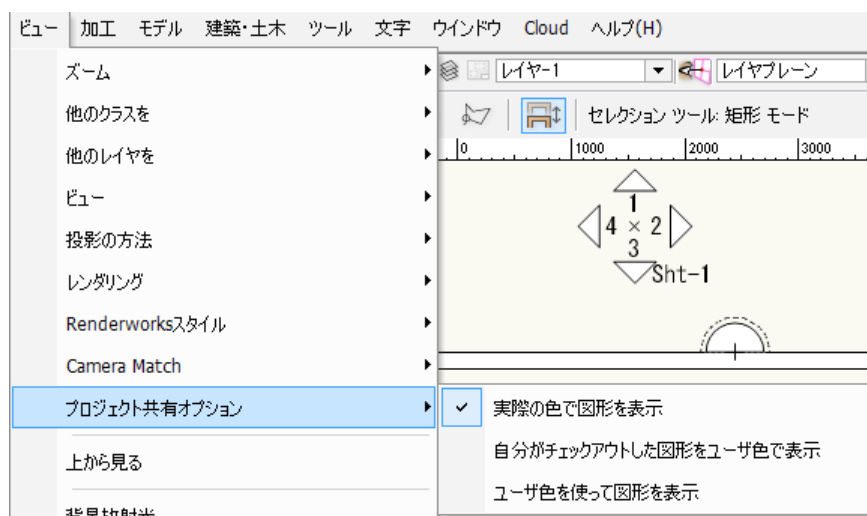 ビュー 加工 モデル 建築・土木 ツール 文字 ウインドウ Cloud ヘルプ(H)
ズーム
レイヤ-1 レイヤプレーン
他のクラスを
セレクション ツール: 矩形 モード
他のレイヤを
0 1000 2000 3000
ビュー
1
4 × 2
3
Sht-1
投影の方法
レンダリング
Renderworksスタイル
Camera Match
プロジェクト共有オプション
実際の色で図形を表示
上から見る
自分がチェックアウトした図形をユーザ色で表示
ユーザ色を使って図形を表示